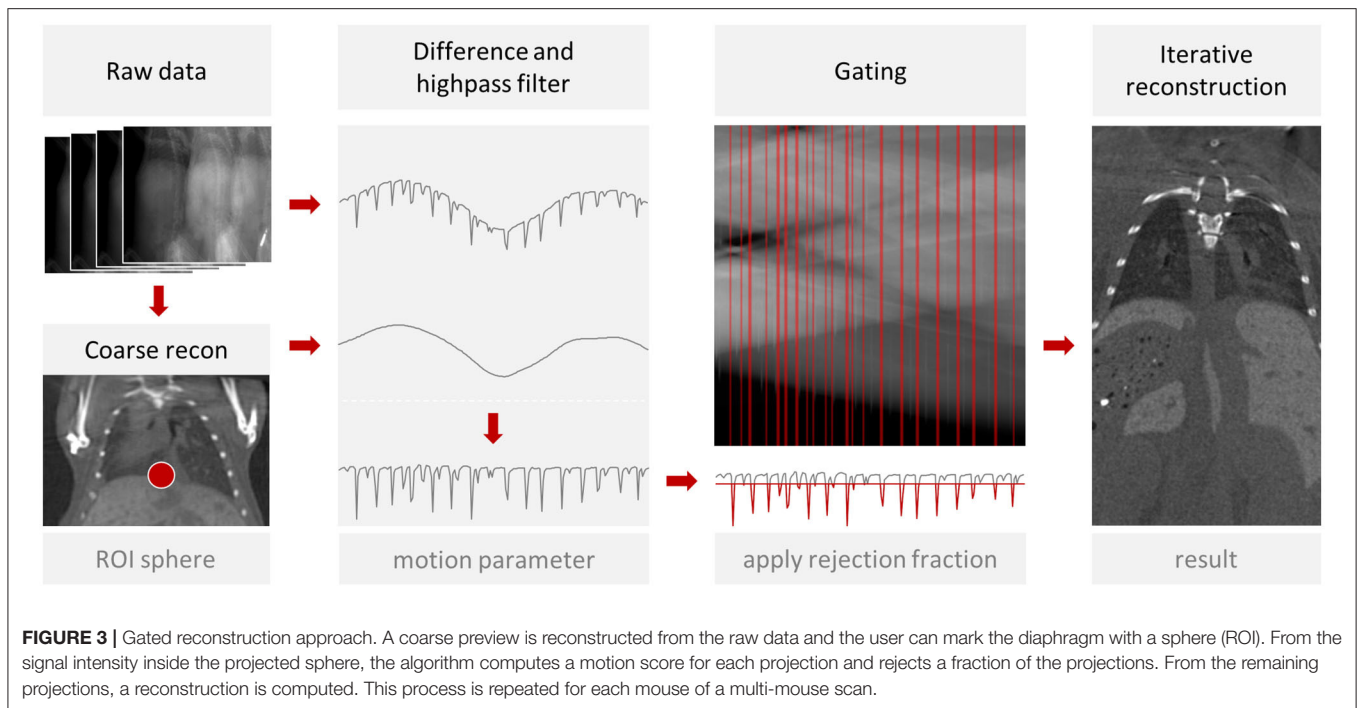 Raw data
Difference and
highpass filter
Gating
Iterative
reconstruction
Coarse recon
ROI sphere
motion parameter
apply rejection fraction
result
FIGURE 3 | Gated reconstruction approach. A coarse preview is reconstructed from the raw data and the user can mark the diaphragm with a sphere (ROI). From the
signal intensity inside the projected sphere, the algorithm computes a motion score for each projection and rejects a fraction of the projections. From the remaining
projections, a reconstruction is computed. This process is repeated for each mouse of a multi-mouse scan.